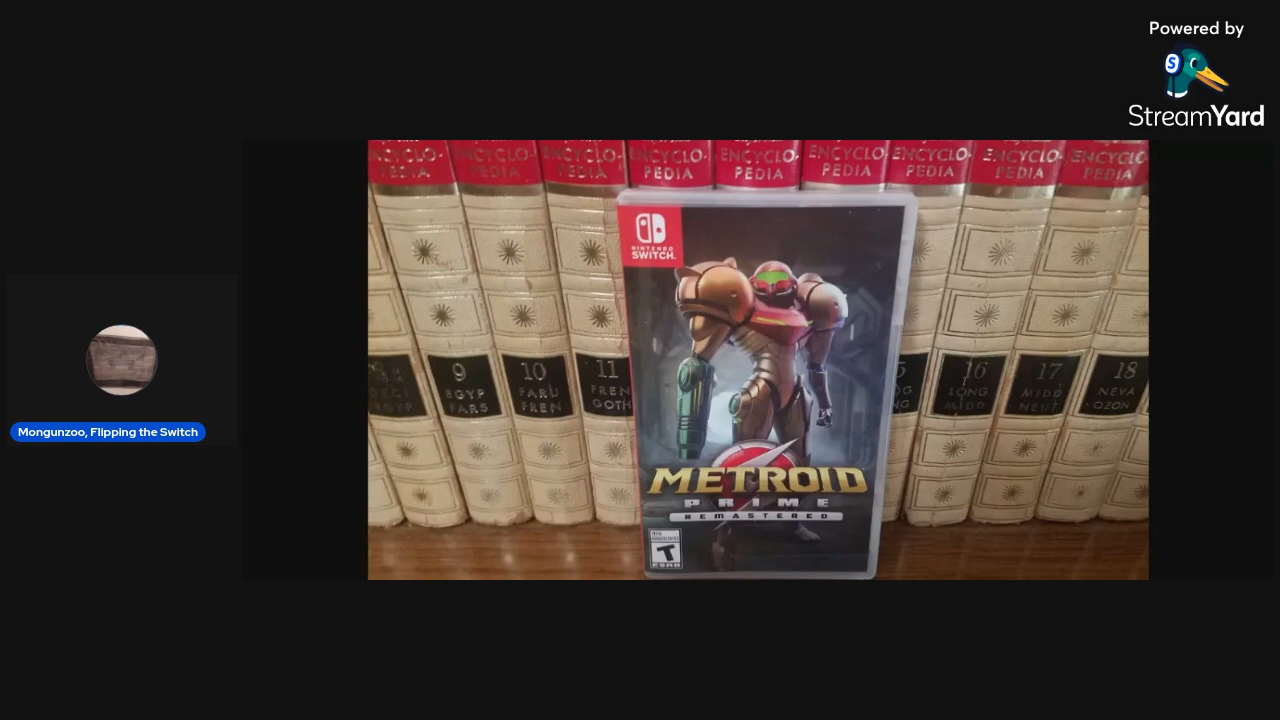 Powered by
StreamYard
ENCYCLO-
PEDIA
ENCYCLO-
PEDIA
ENCYCLO-
PEDIA
ENCYCLO-
PEDIA
ENCYCLO-
PEDIA
ENCYCLO-
PEDIA
ENCYCLO-
PEDIA
ENCYCLO-
PEDIA
ENCYCLO-
PEDIA
NINTENDO
SWITCH.
9
EGYP
FARS
10
FARU
FREN
11
FREN
GOTH
16
LONG
MIDD
17
MIDD
NEUT
18
NEVA
OZON
Mongunzoo, Flipping the Switch
METROID
PRIME
REMASTERED
T
ESRB